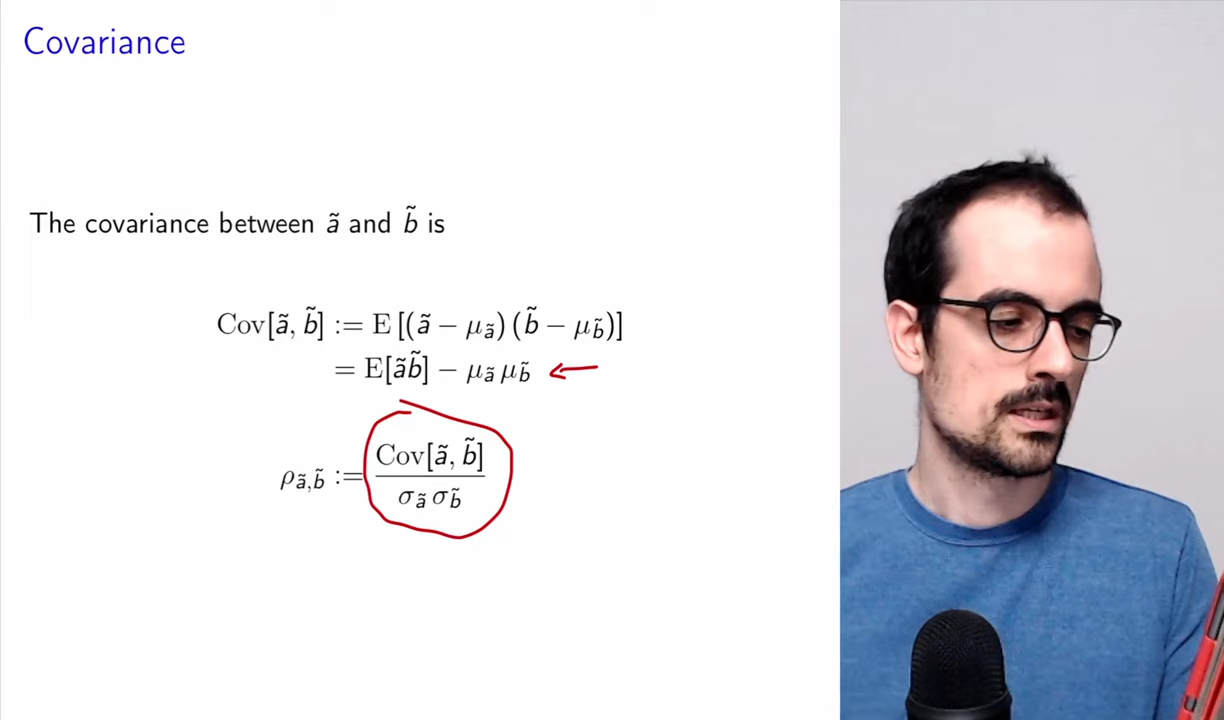 Covariance
The covariance between ã and b̃ is
Cov[ã, b̃] := E [(ã − μ_ã) (b̃ − μ_b̃)]
= E[ãb̃] − μ_ã μ_b̃
ρ_ã,b̃ := Cov[ã, b̃] / σ_ã σ_b̃